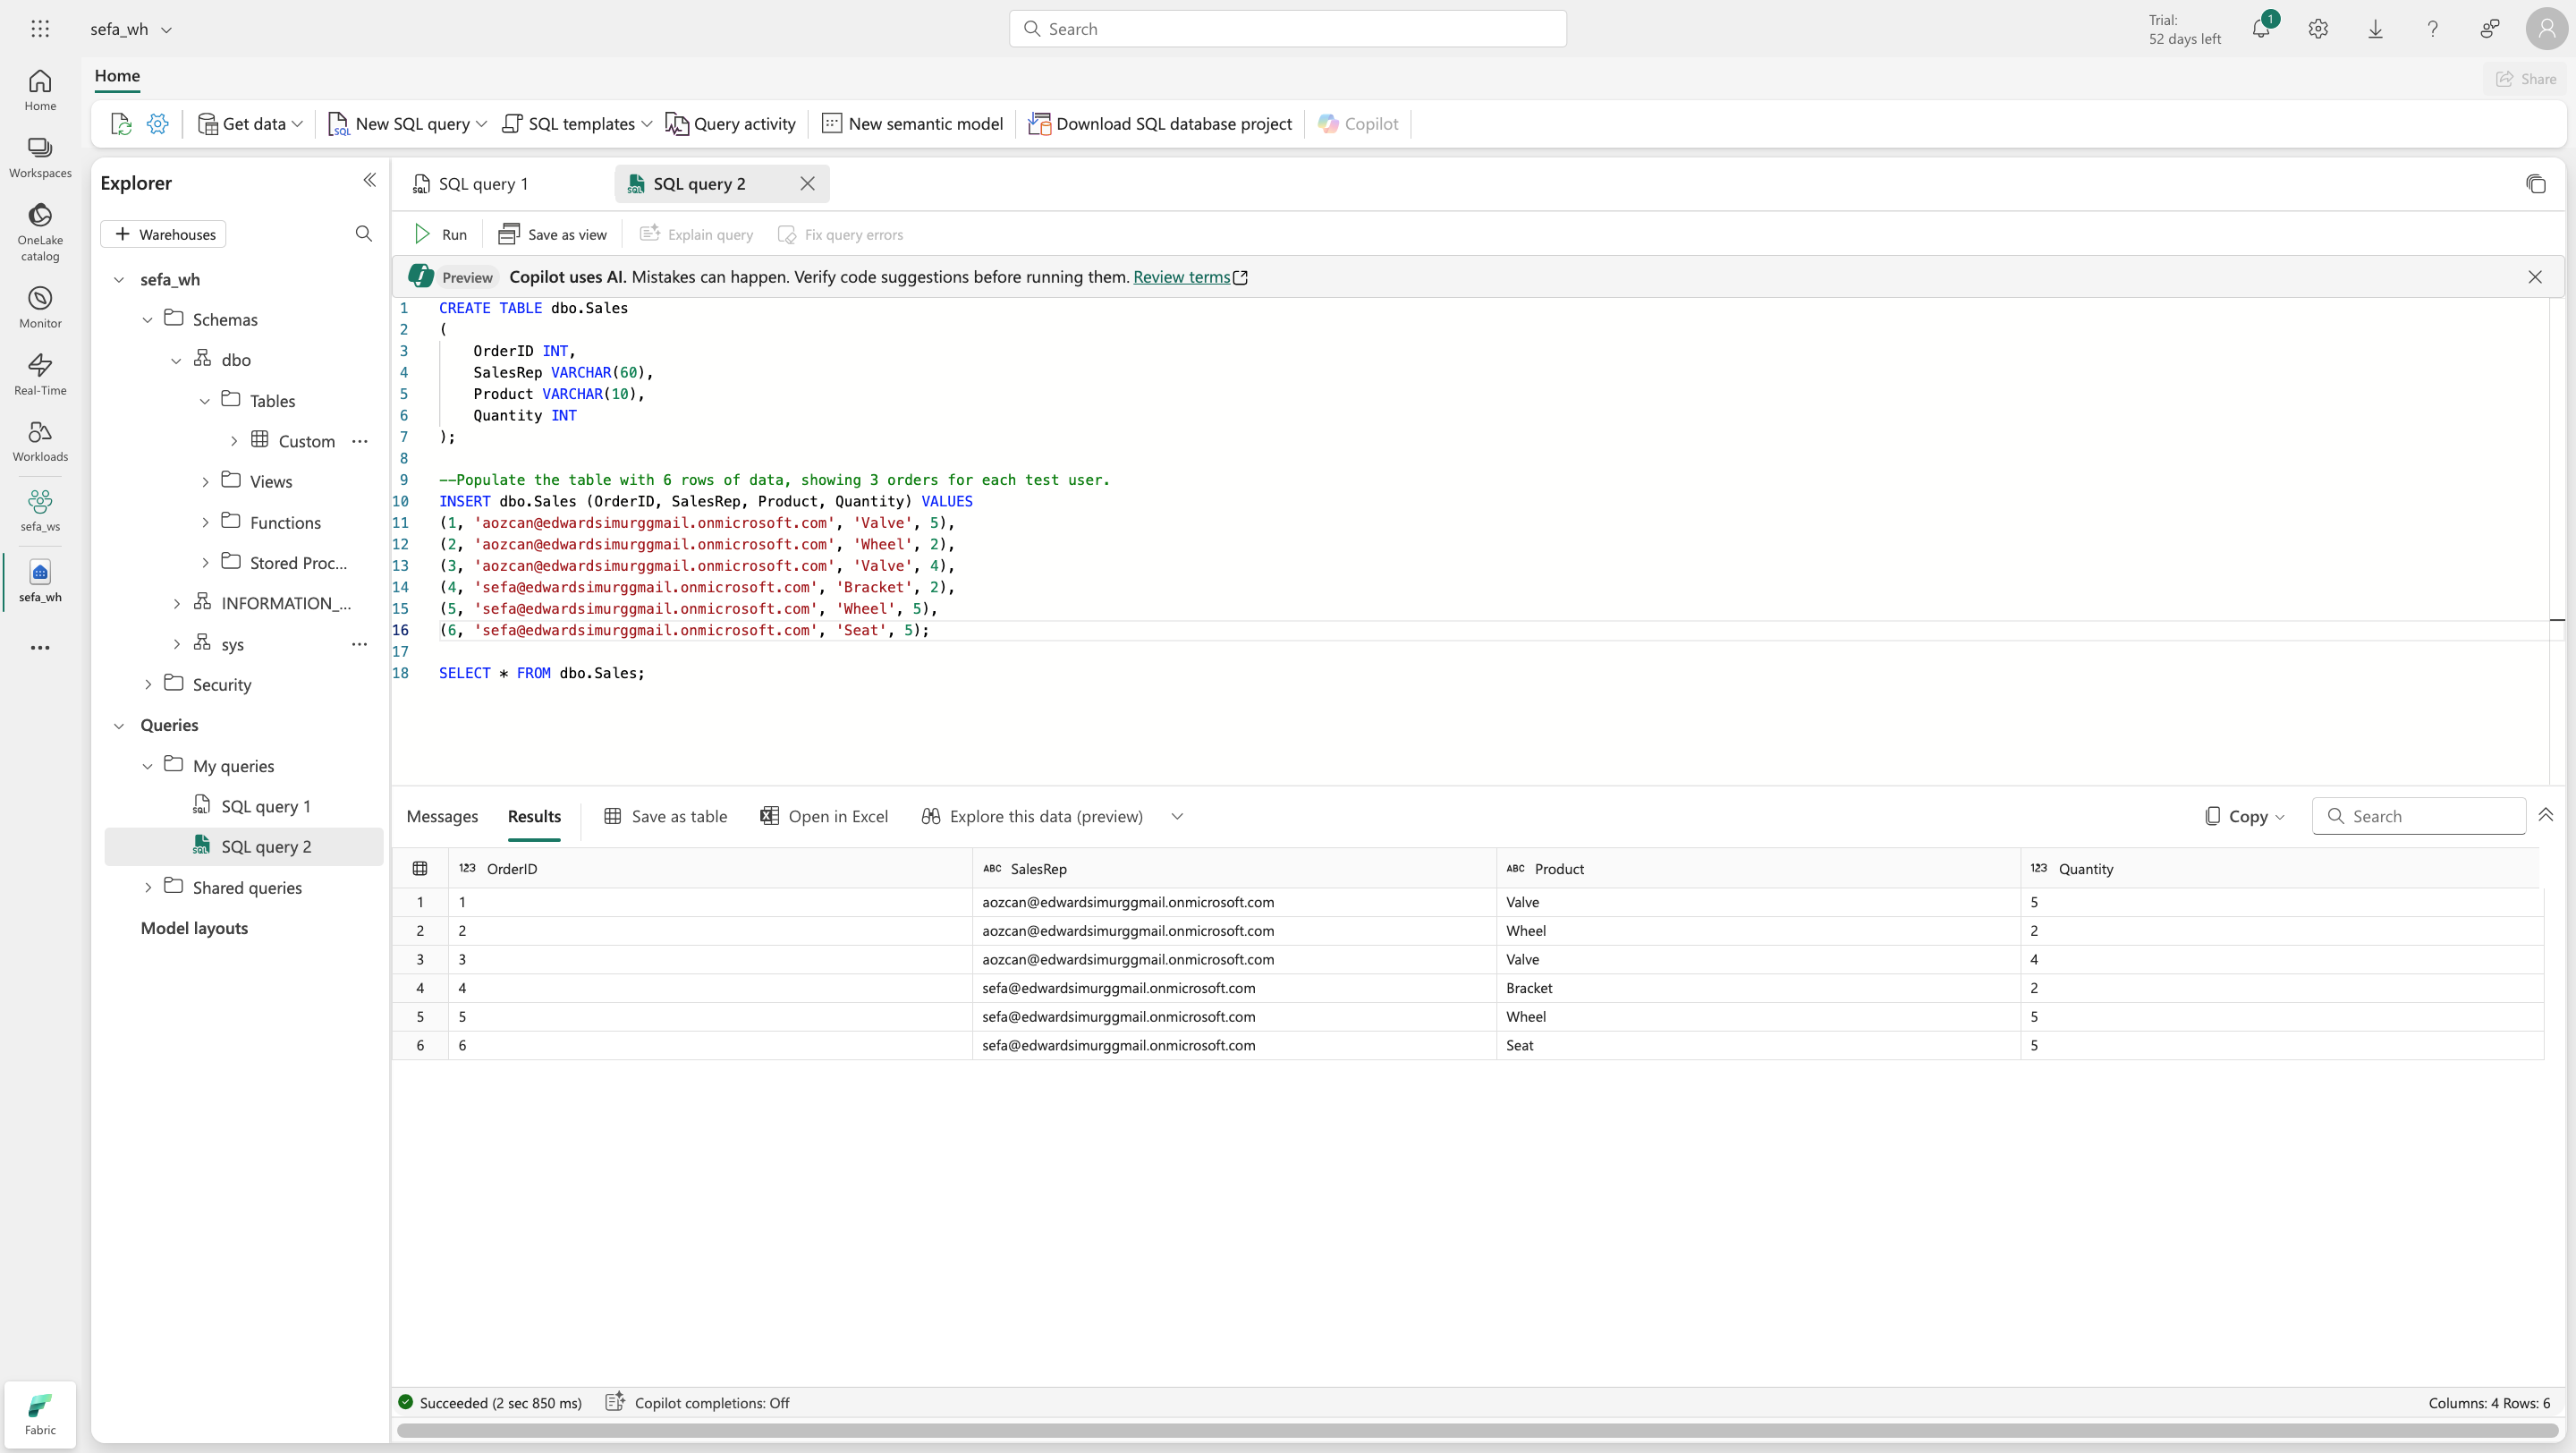 sefa_wh
Search
Trial:
52 days left
1
Home
Share
Home
Get data
New SQL query
SQL templates
Query activity
New semantic model
Download SQL database project
Copilot
Workspaces
OneLake
catalog
Monitor
Real-Time
Workloads
sefa_ws
sefa_wh
Fabric
Explorer
Warehouses
sefa_wh
Schemas
dbo
Tables
Custom
Views
Functions
Stored Proc...
INFORMATION_...
sys
Security
Queries
My queries
SQL query 1
SQL query 2
Shared queries
Model layouts
SQL query 1
SQL query 2
Run
Save as view
Explain query
Fix query errors
Preview Copilot uses AI. Mistakes can happen. Verify code suggestions before running them. Review terms
1 CREATE TABLE dbo.Sales
2 (
3 OrderID INT,
4 SalesRep VARCHAR(60),
5 Product VARCHAR(10),
6 Quantity INT
7 );
8
9 --Populate the table with 6 rows of data, showing 3 orders for each test user.
10 INSERT dbo.Sales (OrderID, SalesRep, Product, Quantity) VALUES
11 (1, 'aozcan@edwardsimurggmail.onmicrosoft.com', 'Valve', 5),
12 (2, 'aozcan@edwardsimurggmail.onmicrosoft.com', 'Wheel', 2),
13 (3, 'aozcan@edwardsimurggmail.onmicrosoft.com', 'Valve', 4),
14 (4, 'sefa@edwardsimurggmail.onmicrosoft.com', 'Bracket', 2),
15 (5, 'sefa@edwardsimurggmail.onmicrosoft.com', 'Wheel', 5),
16 (6, 'sefa@edwardsimurggmail.onmicrosoft.com', 'Seat', 5);
17
18 SELECT * FROM dbo.Sales;
Messages
Results
Save as table
Open in Excel
Explore this data (preview)
Copy
Search
123 OrderID ABC SalesRep ABC Product 123 Quantity
1 1 aozcan@edwardsimurggmail.onmicrosoft.com Valve 5
2 2 aozcan@edwardsimurggmail.onmicrosoft.com Wheel 2
3 3 aozcan@edwardsimurggmail.onmicrosoft.com Valve 4
4 4 sefa@edwardsimurggmail.onmicrosoft.com Bracket 2
5 5 sefa@edwardsimurggmail.onmicrosoft.com Wheel 5
6 6 sefa@edwardsimurggmail.onmicrosoft.com Seat 5
Succeeded (2 sec 850 ms)
Copilot completions: Off
Columns: 4 Rows: 6